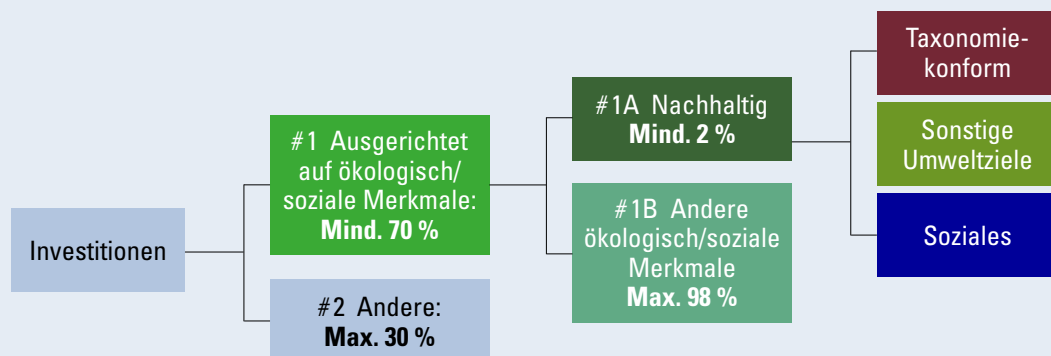 Investitionen
#1 Ausgerichtet
auf ökologisch/
soziale Merkmale:
Mind. 70 %
#2 Andere:
Max. 30 %
#1A Nachhaltig
Mind. 2 %
#1B Andere
ökologisch/soziale
Merkmale
Max. 98 %
Taxonomie-
konform
Sonstige
Umweltziele
Soziales